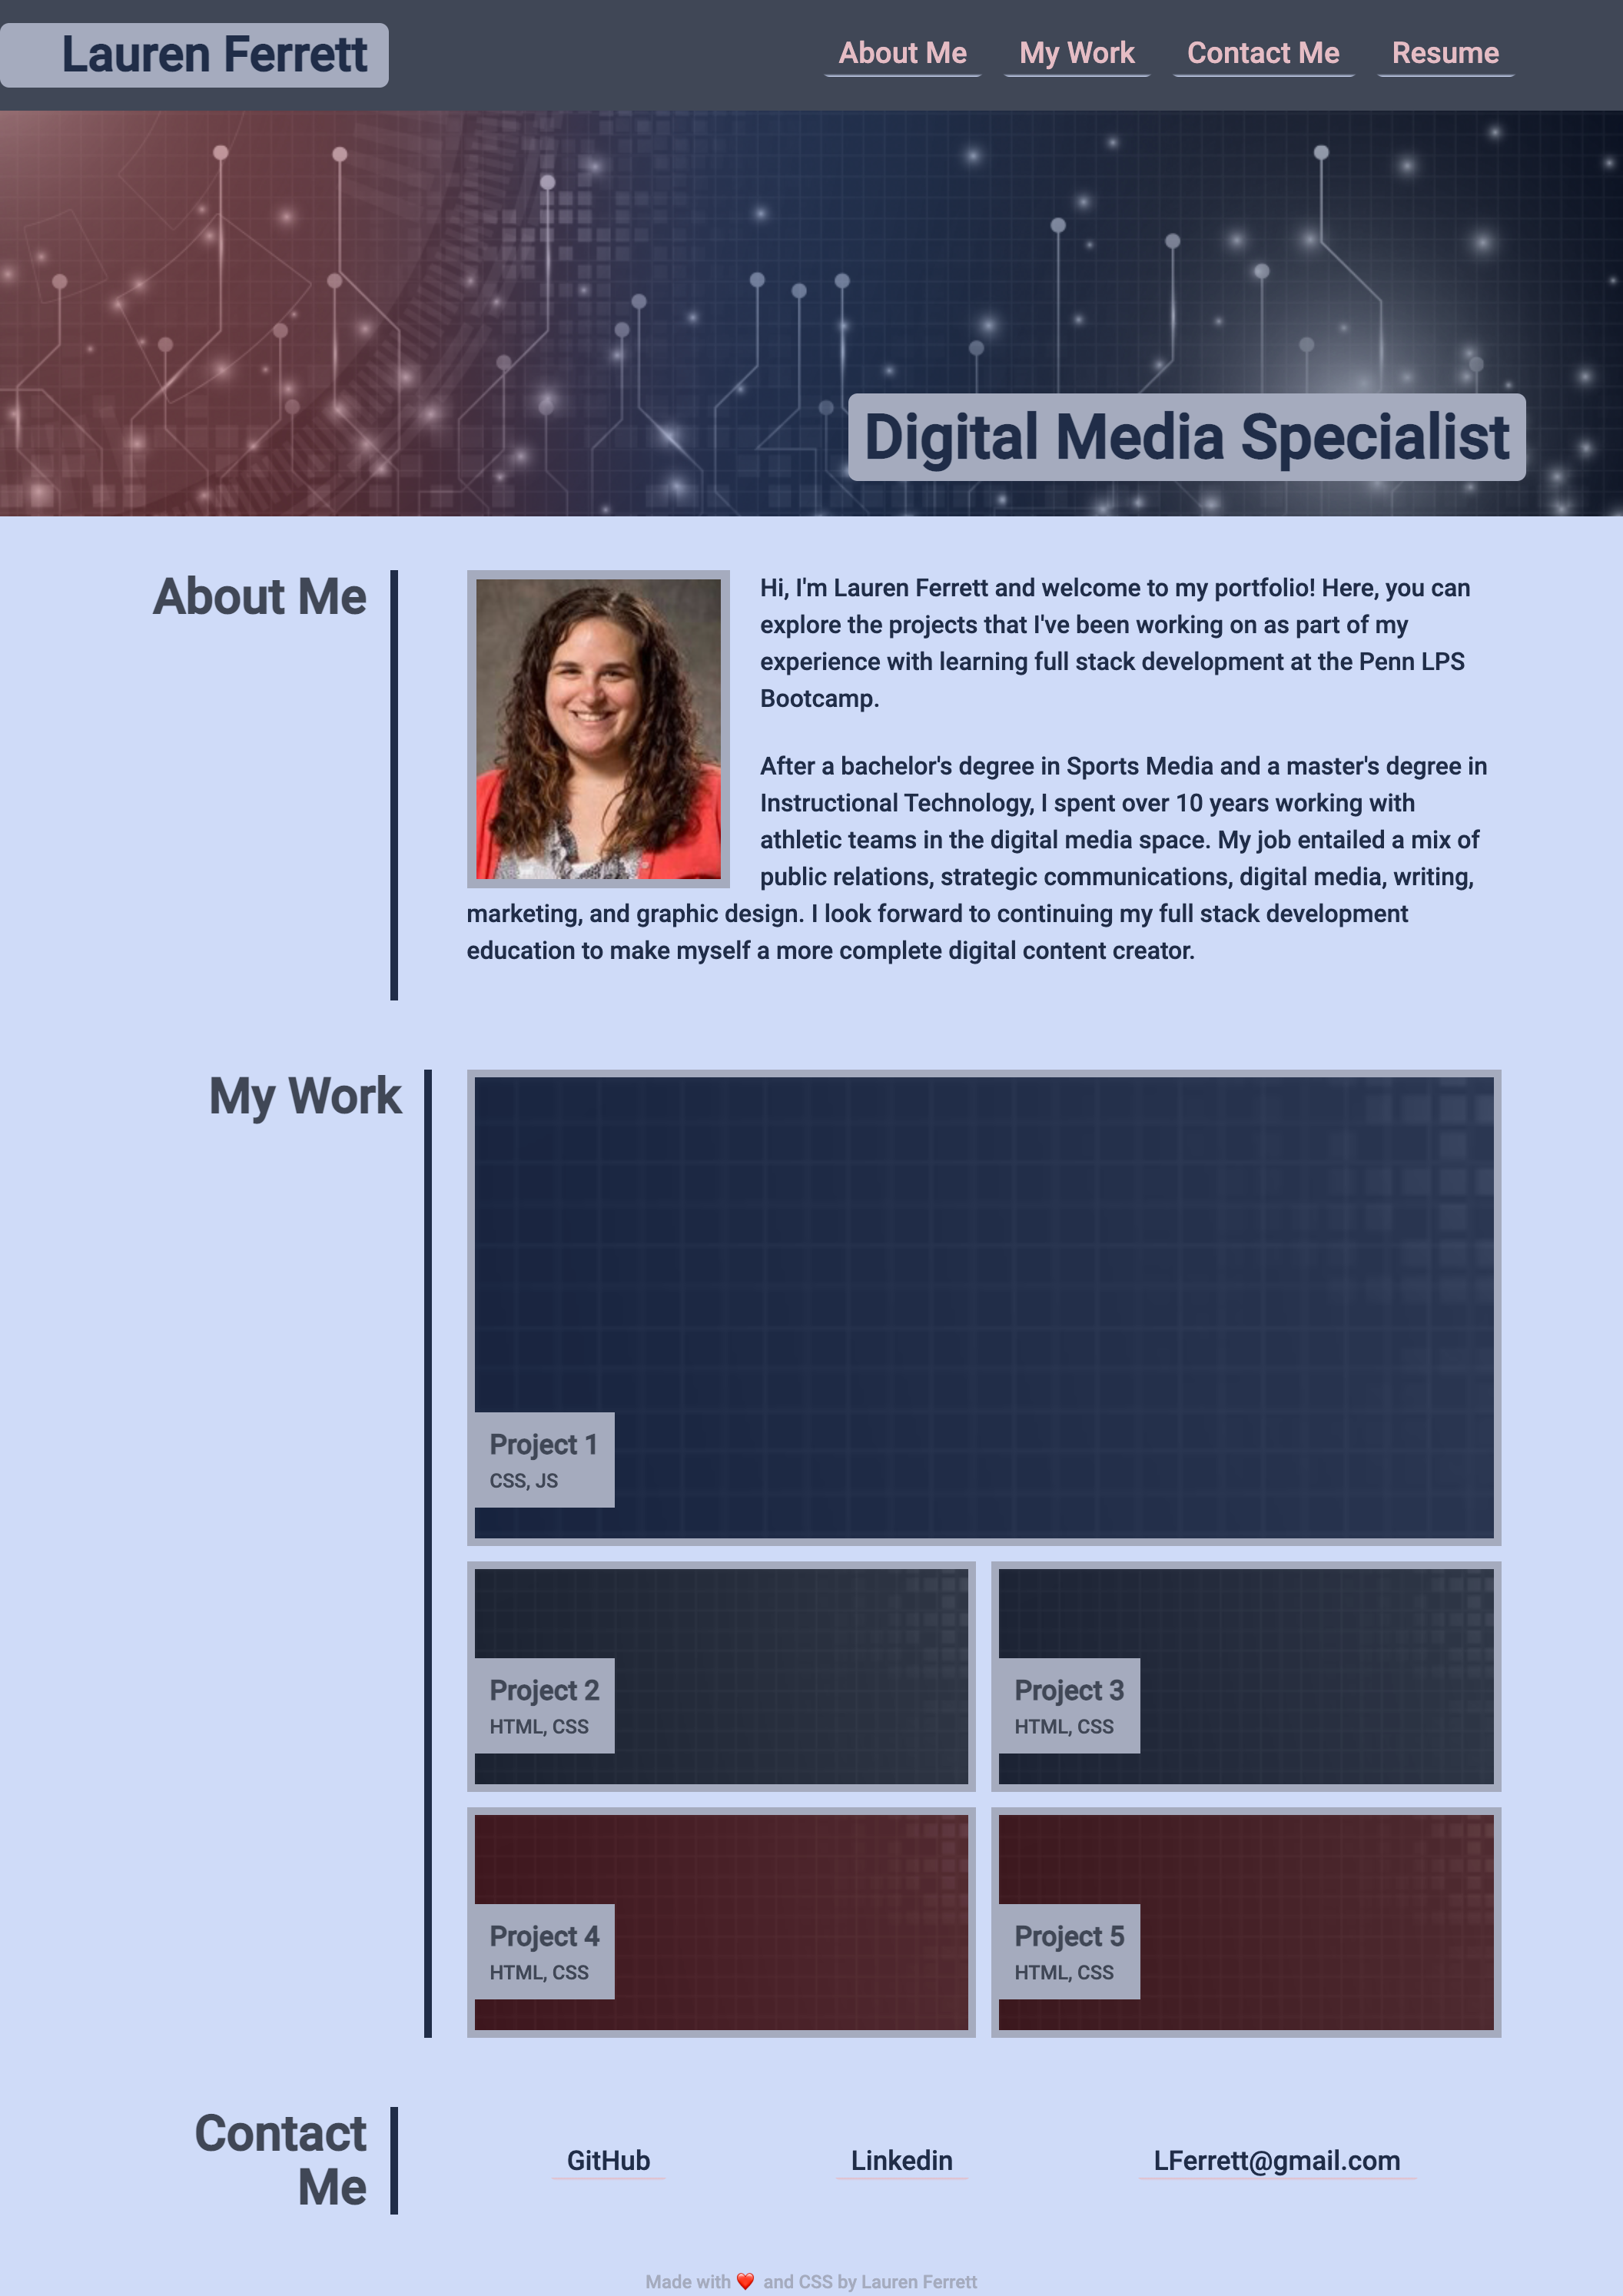 Lauren Ferrett
About Me
My Work
Contact Me
Resume
Digital Media Specialist
About Me
Hi, I'm Lauren Ferrett and welcome to my portfolio! Here, you can
explore the projects that I've been working on as part of my
experience with learning full stack development at the Penn LPS
Bootcamp.
After a bachelor's degree in Sports Media and a master's degree in
Instructional Technology, I spent over 10 years working with
athletic teams in the digital media space. My job entailed a mix of
public relations, strategic communications, digital media, writing,
marketing, and graphic design. I look forward to continuing my full stack development
education to make myself a more complete digital content creator.
My Work
Project 1
CSS, JS
Project 2
HTML, CSS
Project 3
HTML, CSS
Project 4
HTML, CSS
Project 5
HTML, CSS
Contact
Me
GitHub
Linkedin
LFerrett@gmail.com
Made with ❤️ and CSS by Lauren Ferrett